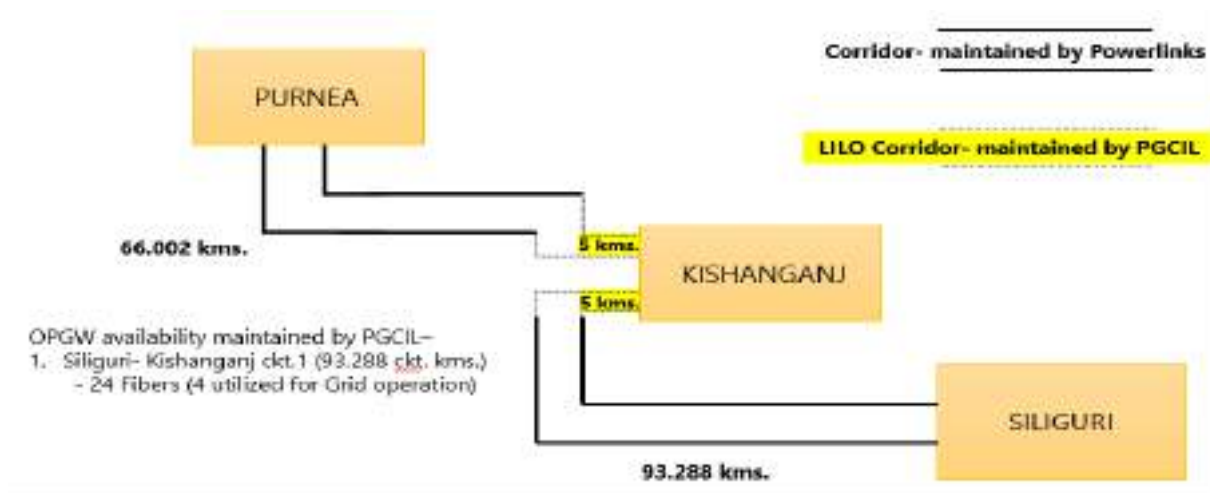 Corridor- maintained by Powerlinks
PURNEA
LILO Corridor- maintained by PGCIL
66.002 kms.
5 kms.
KISHANGANJ
5 kms.
OPGW availability maintained by PGCIL–
1. Siliguri- Kishanganj ckt.1 (93.288 ckt. kms.)
- 24 Fibers (4 utilized for Grid operation)
SILIGURI
93.288 kms.